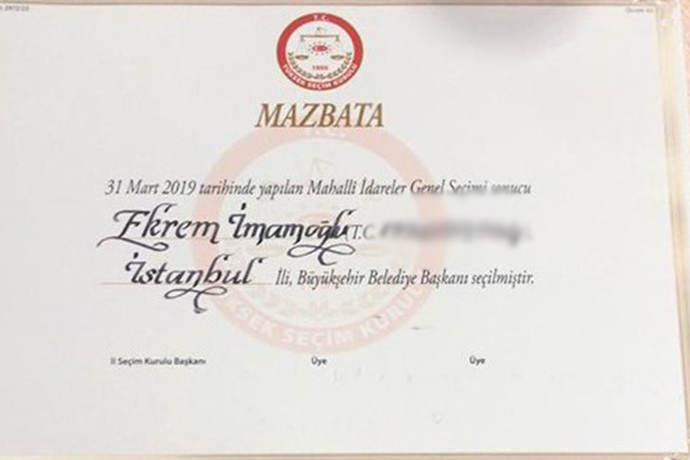 T.C.
1950
YÜKSEK SEÇİM KURULU
MAZBATA
31 Mart 2019 tarihinde yapılan Mahallî İdareler Genel Seçimi sonucu
Ekrem İmamoğlu T.C.
İstanbul İli, Büyükşehir Belediye Başkanı seçilmiştir.
İl Seçim Kurulu Başkanı Üye Üye